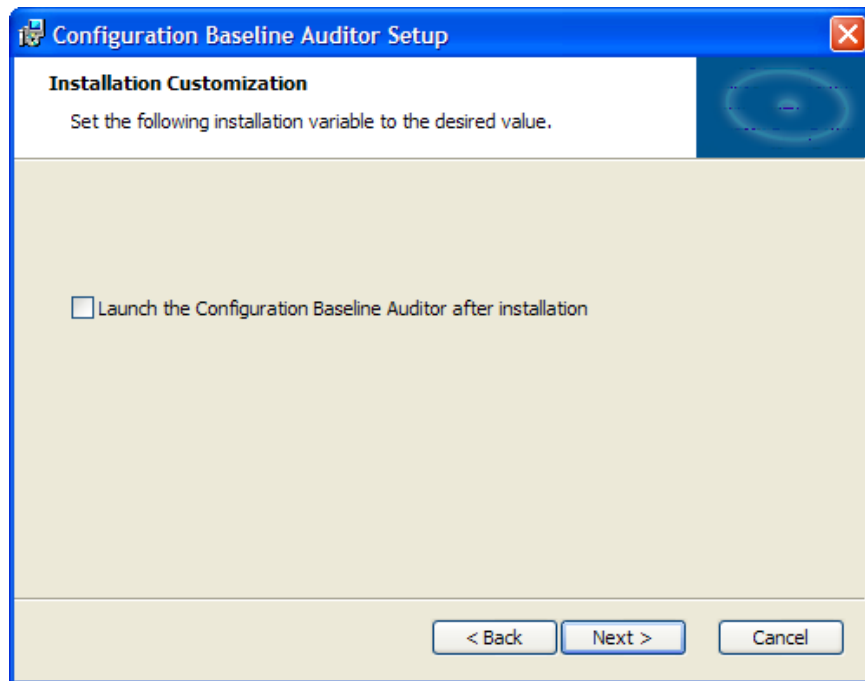 Configuration Baseline Auditor Setup
Installation Customization
Set the following installation variable to the desired value.
Launch the Configuration Baseline Auditor after installation
< Back Next > Cancel